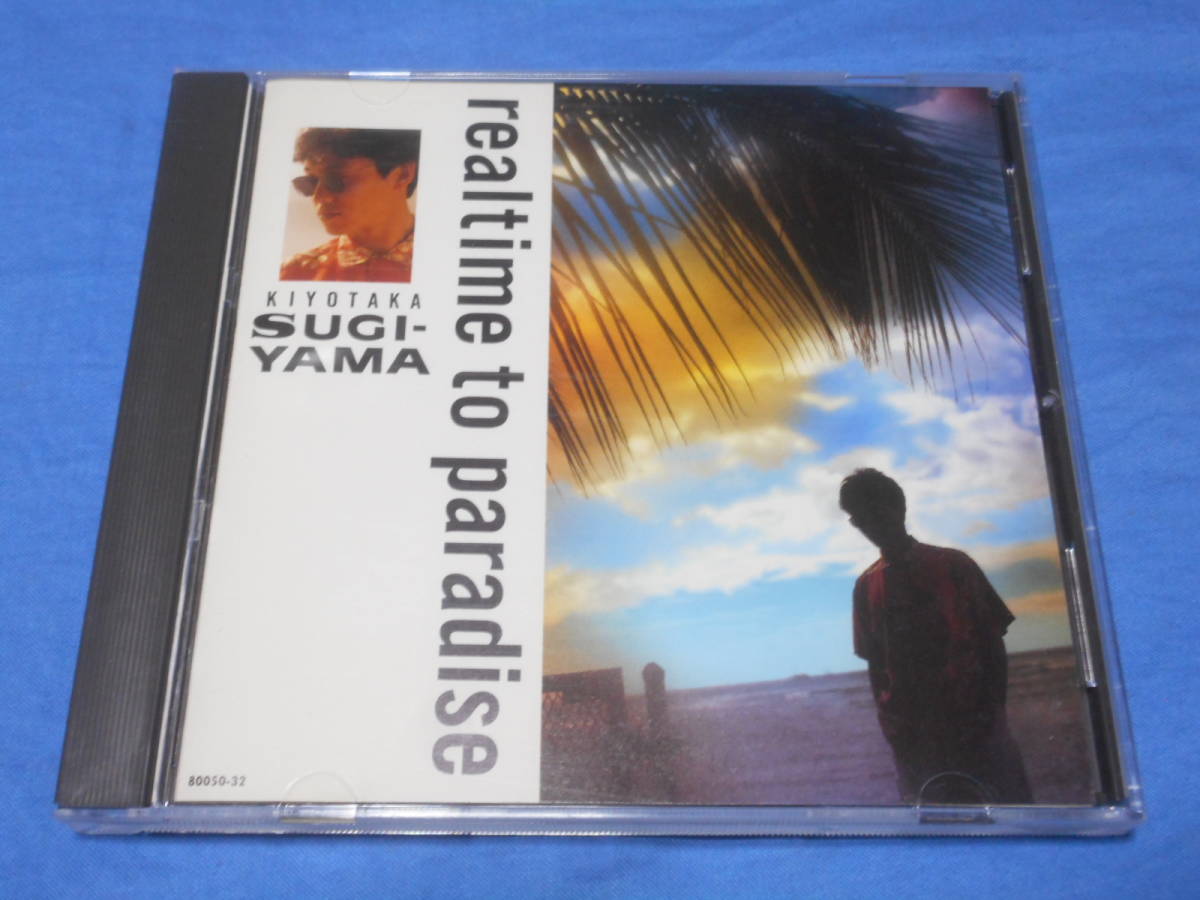 KIYOTAKA
SUGI-
YAMA
realtime to paradise
80050-32